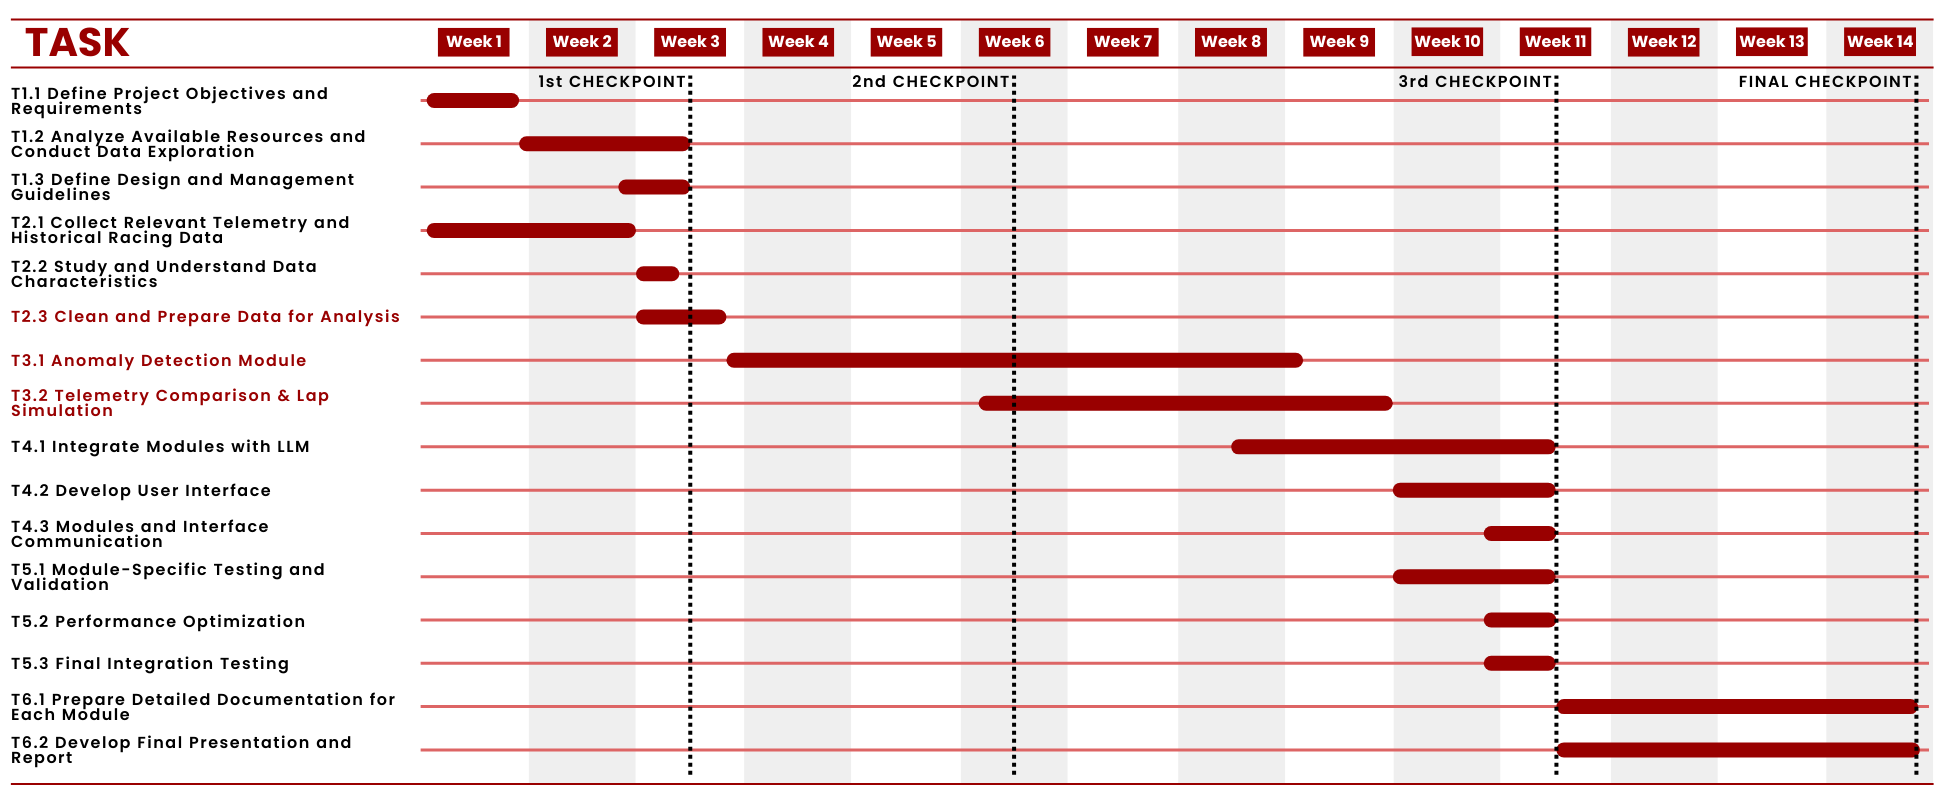 TASK
Week 1
Week 2
Week 3
Week 4
Week 5
Week 6
Week 7
Week 8
Week 9
Week 10
Week 11
Week 12
Week 13
Week 14
1st CHECKPOINT
2nd CHECKPOINT
3rd CHECKPOINT
FINAL CHECKPOINT
T1.1 Define Project Objectives and
Requirements
T1.2 Analyze Available Resources and
Conduct Data Exploration
T1.3 Define Design and Management
Guidelines
T2.1 Collect Relevant Telemetry and
Historical Racing Data
T2.2 Study and Understand Data
Characteristics
T2.3 Clean and Prepare Data for Analysis
T3.1 Anomaly Detection Module
T3.2 Telemetry Comparison & Lap
Simulation
T4.1 Integrate Modules with LLM
T4.2 Develop User Interface
T4.3 Modules and Interface
Communication
T5.1 Module-Specific Testing and
Validation
T5.2 Performance Optimization
T5.3 Final Integration Testing
T6.1 Prepare Detailed Documentation for
Each Module
T6.2 Develop Final Presentation and
Report